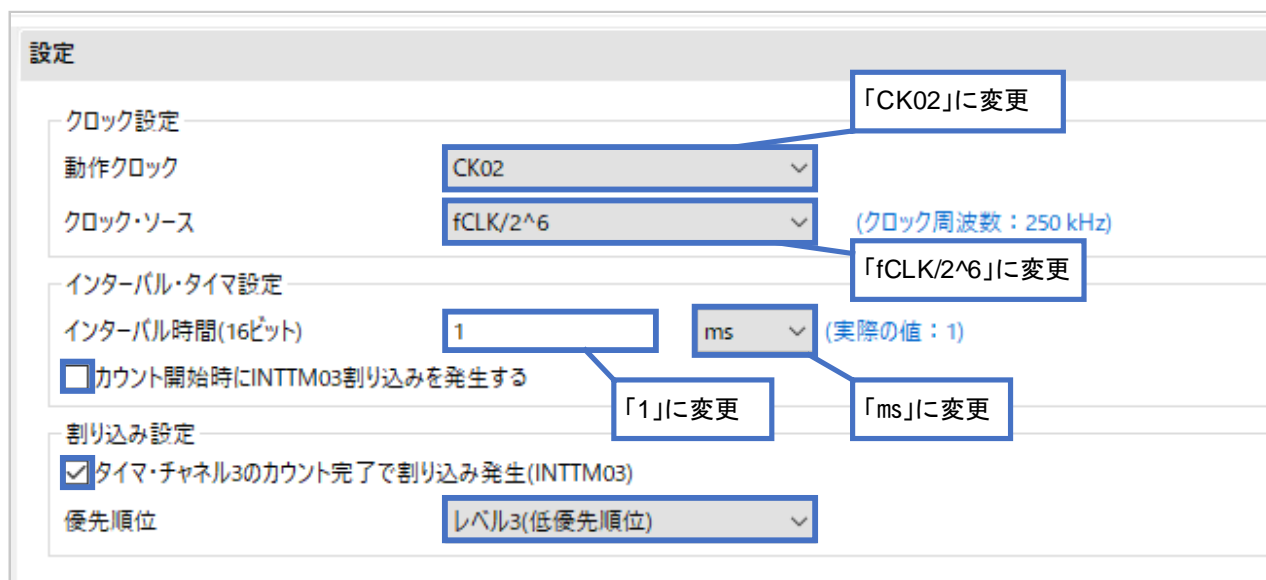 設定
「CK02」に変更
クロック設定
動作クロック CK02
クロック・ソース fCLK/2^6 (クロック周波数：250 kHz)
「fCLK/2^6」に変更
インターバル・タイマ設定
インターバル時間(16ビット) 1 ms (実際の値：1)
カウント開始時にINTTM03割り込みを発生する
「1」に変更 「ms」に変更
割り込み設定
タイマ・チャネル3のカウント完了で割り込み発生(INTTM03)
優先順位 レベル3(低優先順位)